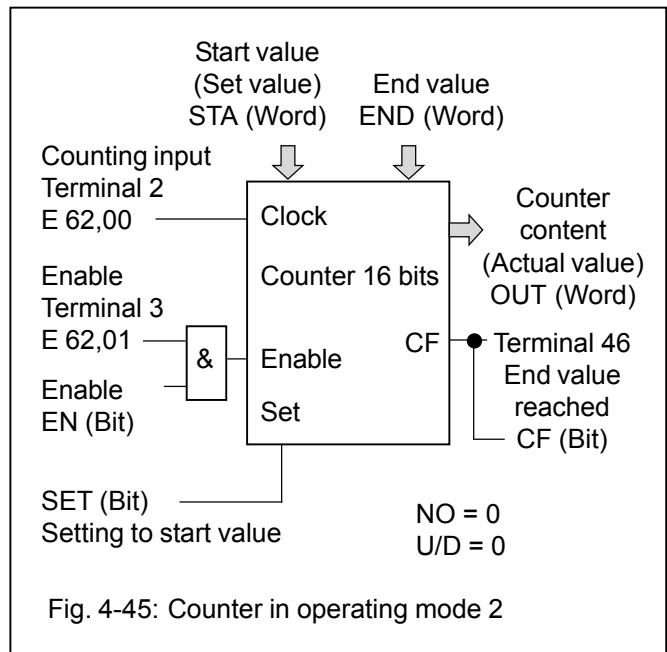 Start value
(Set value)
STA (Word)
End value
END (Word)
Counting input
Terminal 2
E 62,00
Clock
Counter
content
(Actual value)
OUT (Word)
Counter 16 bits
Enable
Terminal 3
E 62,01
&
Enable
EN (Bit)
Enable
CF
Terminal 46
End value
reached
CF (Bit)
Set
SET (Bit)
Setting to start value
NO = 0
U/D = 0
Fig. 4-45: Counter in operating mode 2